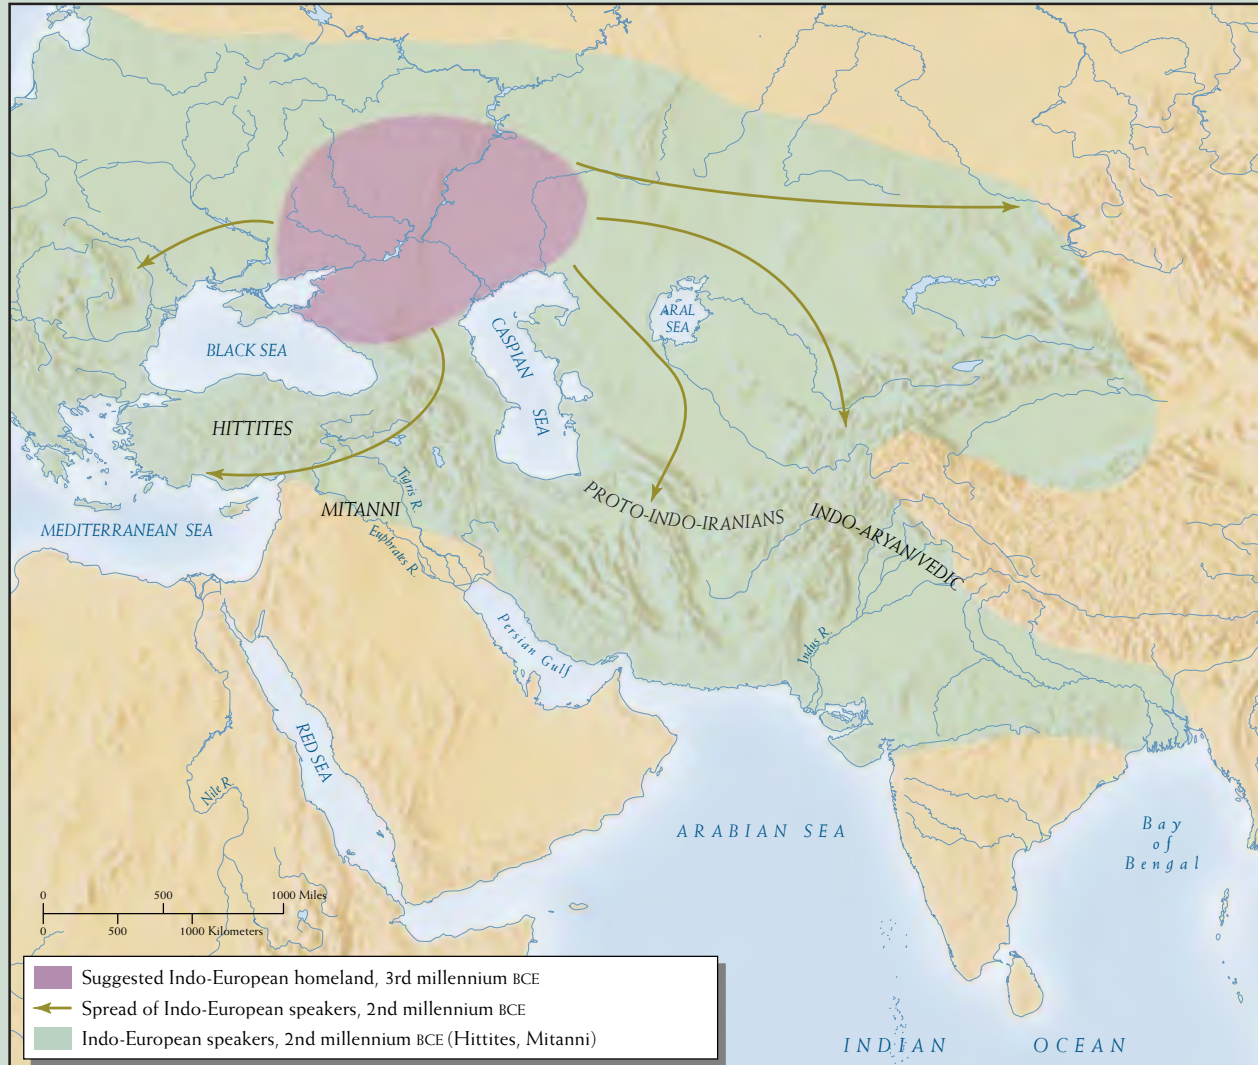 ARAL
SEA
CASPIAN
SEA
BLACK SEA
HITTITES
Tigris R.
MITANNI
PROTO-INDO-IRANIANS
INDO-ARYAN/VEDIC
MEDITERRANEAN SEA
Euphrates R.
Persian Gulf
Indus R.
RED SEA
Nile R.
ARABIAN SEA
Bay
of
Bengal
0 500 1000 Miles
0 500 1000 Kilometers
Suggested Indo-European homeland, 3rd millennium BCE
Spread of Indo-European speakers, 2nd millennium BCE
Indo-European speakers, 2nd millennium BCE (Hittites, Mitanni)
INDIAN OCEAN